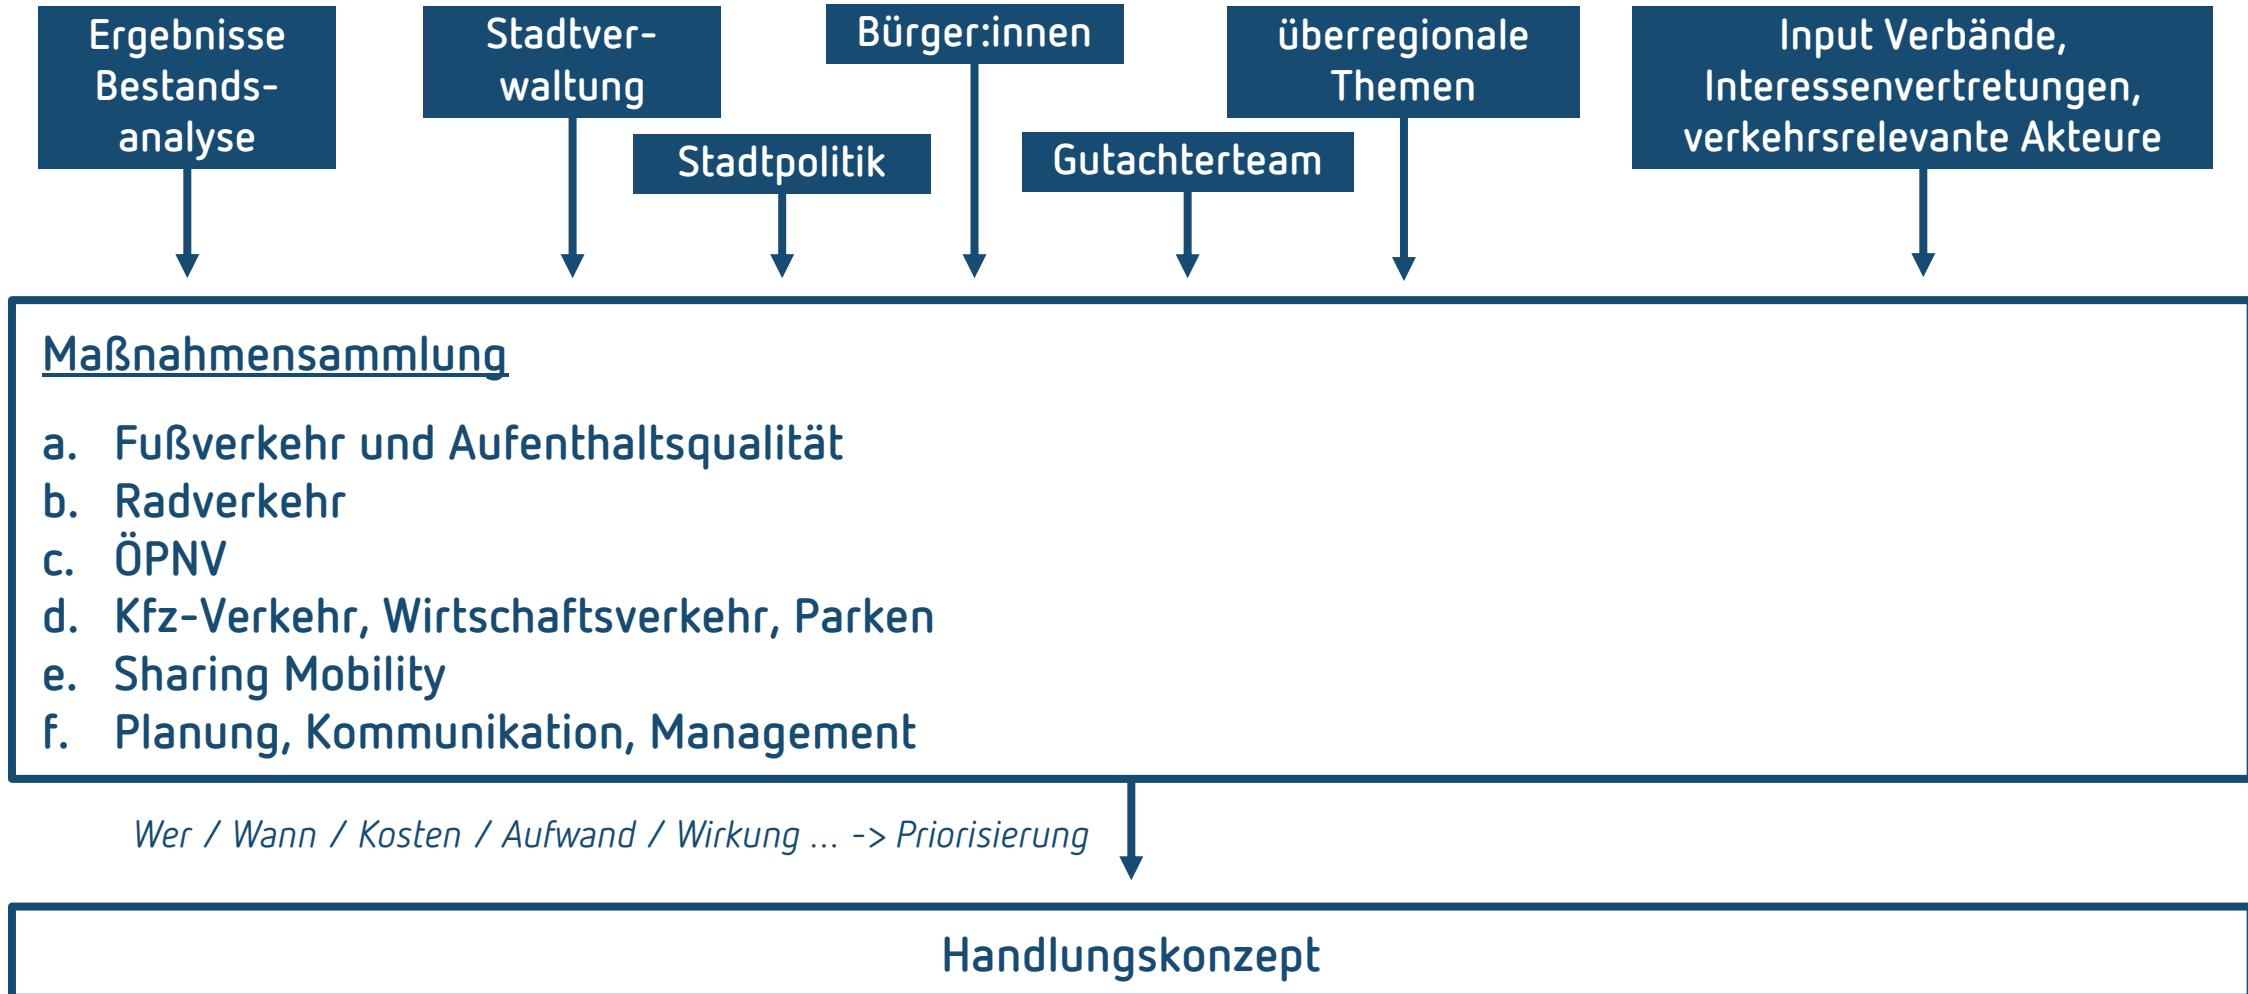 Ergebnisse
Bestands-
analyse
Stadtver-
waltung
Stadtpolitik
Bürger:innen
Gutachterteam
überregionale
Themen
Input Verbände,
Interessenvertretungen,
verkehrsrelevante Akteure
Maßnahmensammlung
a. Fußverkehr und Aufenthaltsqualität
b. Radverkehr
c. ÖPNV
d. Kfz-Verkehr, Wirtschaftsverkehr, Parken
e. Sharing Mobility
f. Planung, Kommunikation, Management
Wer / Wann / Kosten / Aufwand / Wirkung ... -> Priorisierung
Handlungskonzept